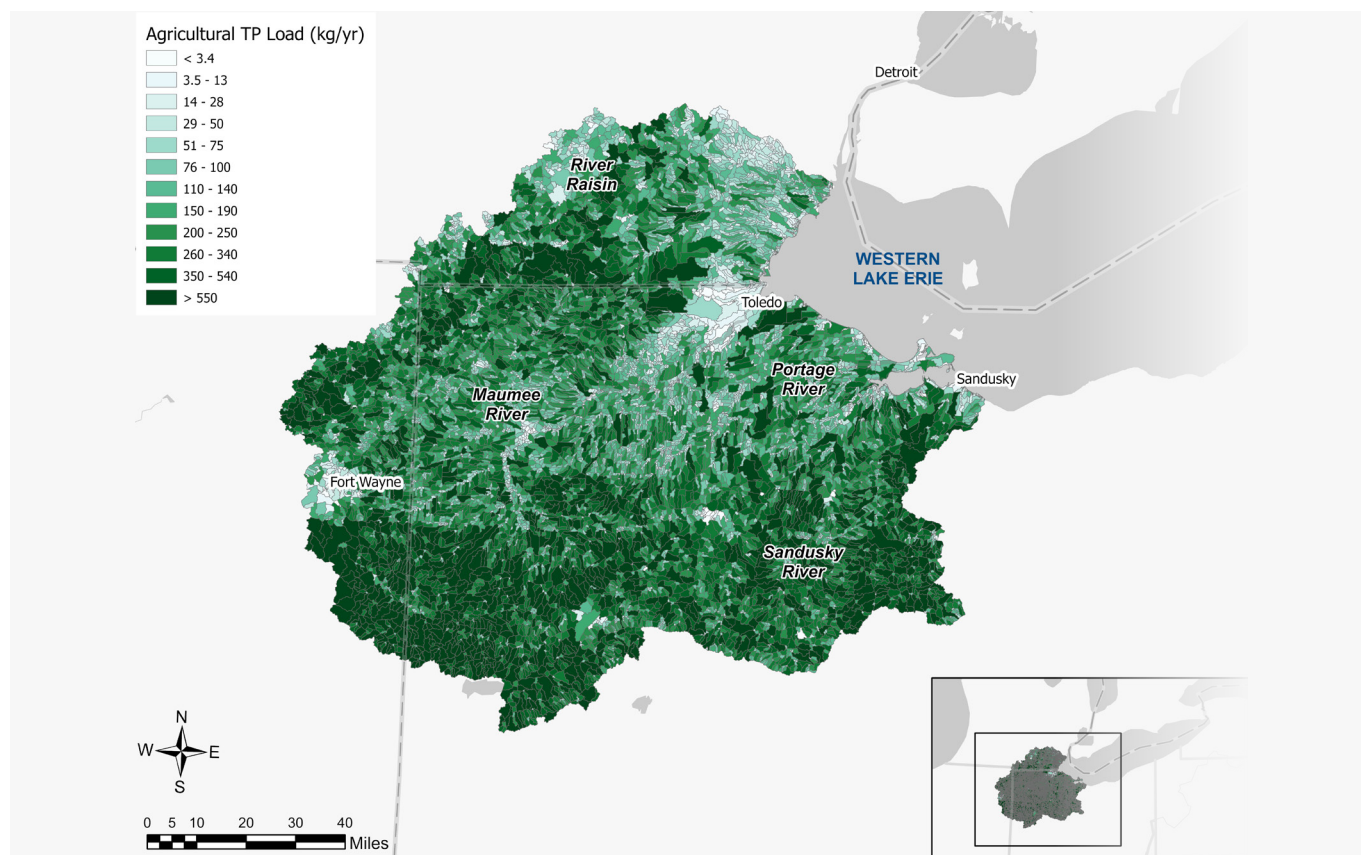 Agricultural TP Load (kg/yr)
< 3.4
3.5 - 13
14 - 28
29 - 50
51 - 75
76 - 100
110 - 140
150 - 190
200 - 250
260 - 340
350 - 540
> 550
Detroit
River
Raisin
WESTERN
LAKE ERIE
Toledo
Portage
River
Sandusky
Maumee
River
Fort Wayne
Sandusky
River
N
W E
S
0 5 10 20 30 40
Miles